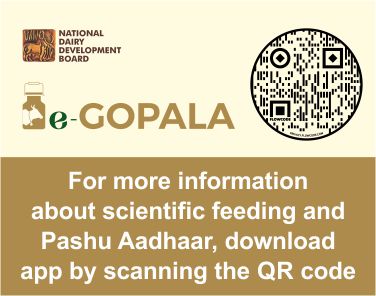 NATIONAL
DAIRY
DEVELOPMENT
BOARD
e-GOPALA
FLOWCODE
For more information
about scientific feeding and
Pashu Aadhaar, download
app by scanning the QR code